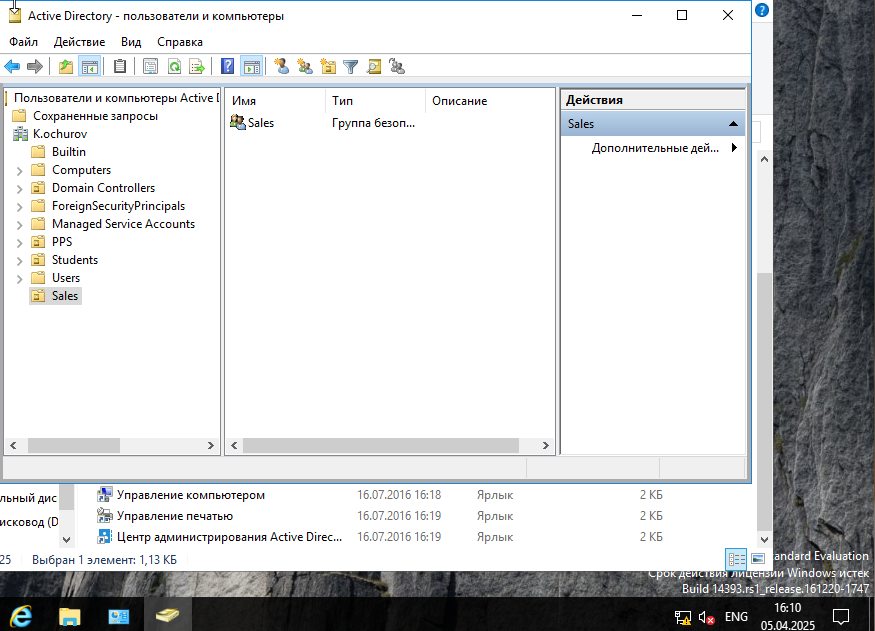 Active Directory - пользователи и компьютеры
Файл Действие Вид Справка
Пользователи и компьютеры Active D
Сохраненные запросы
K.ochurov
Builtin
Computers
Domain Controllers
ForeignSecurityPrincipals
Managed Service Accounts
PPS
Students
Users
Sales
Имя Тип Описание
Sales Группа безоп...
Действия
Sales
Дополнительные дей...
льный дис
исковод (D
Управление компьютером 16.07.2016 16:18 Ярлык 2 КБ
Управление печатью 16.07.2016 16:19 Ярлык 2 КБ
Центр администрирования Active Direc... 16.07.2016 16:19 Ярлык 2 КБ
25 Выбран 1 элемент: 1,13 КБ
tandard Evaluation
Срок действия лицензии Windows истек
Build 14393.rs1_release.161220-1747
ENG
16:10
05.04.2025